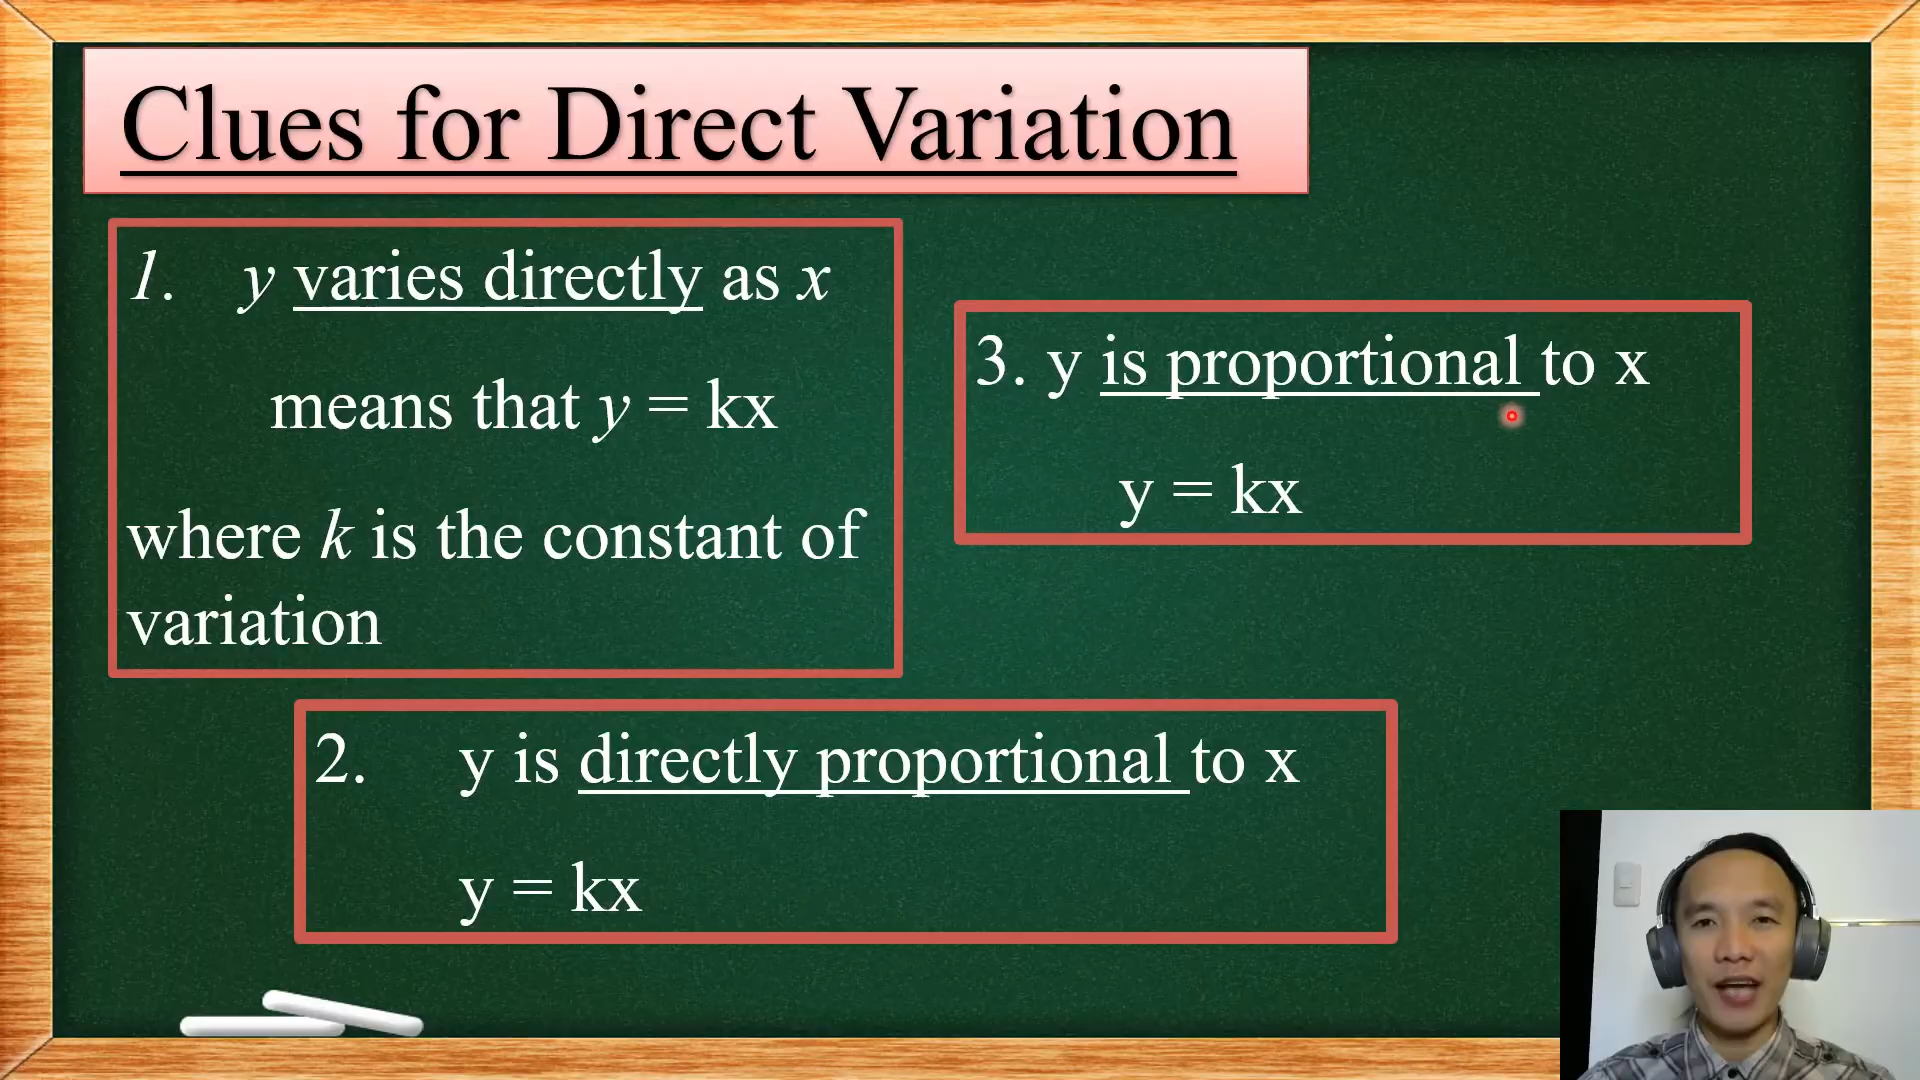 Clues for Direct Variation
1. y varies directly as x
means that y = kx
where k is the constant of
variation
3. y is proportional to x
y = kx
2. y is directly proportional to x
y = kx